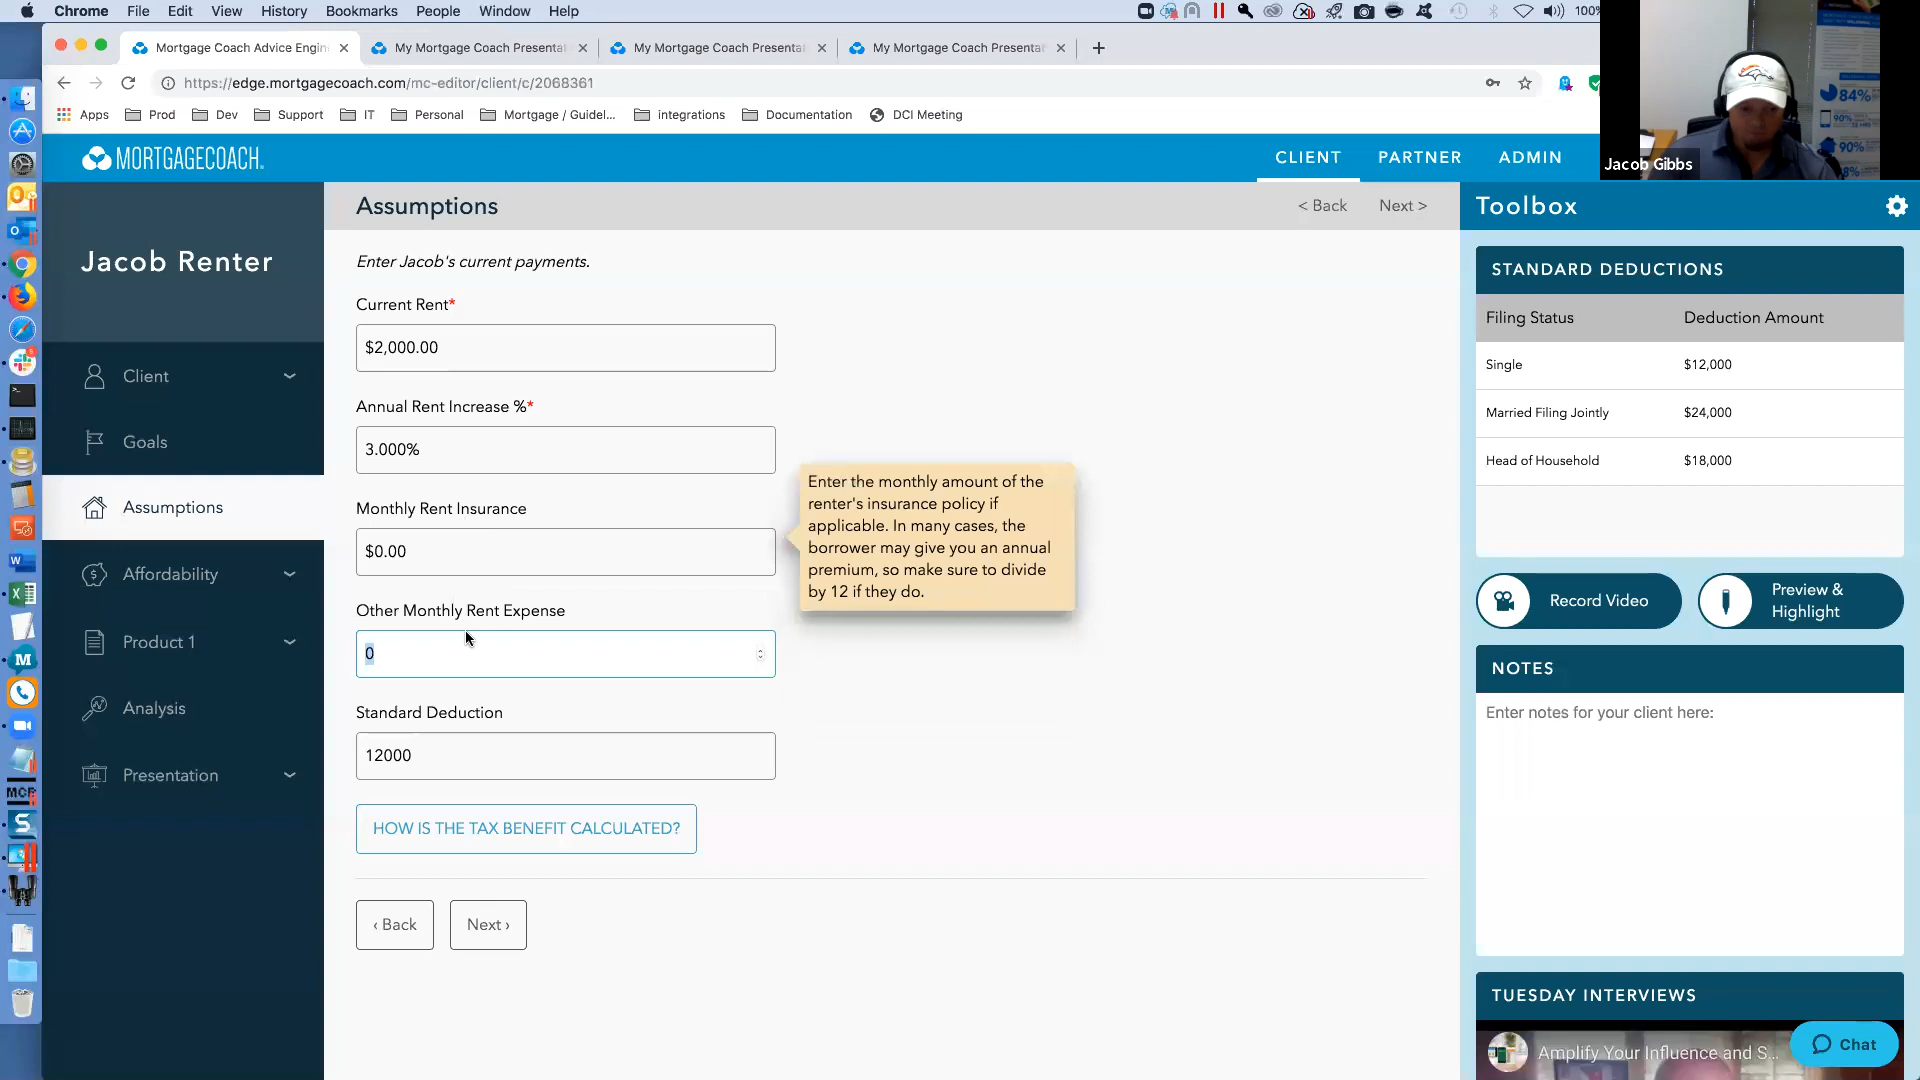 Chrome File Edit View History Bookmarks People Window Help
100%
Mortgage Coach Advice Engin
My Mortgage Coach Presentat
My Mortgage Coach Presentat
My Mortgage Coach Presentat
https://edge.mortgagecoach.com/mc-editor/client/c/2068361
Apps Prod Dev Support IT Personal Mortgage / Guidel... integrations Documentation DCI Meeting
84%
90%
90%
Jacob Gibbs
MORTGAGECOACH.
CLIENT PARTNER ADMIN
Jacob Renter
Client
Goals
Assumptions
Affordability
Product 1
Analysis
Presentation
Assumptions
< Back Next >
Enter Jacob's current payments.
Current Rent*
$2,000.00
Annual Rent Increase %*
3.000%
Monthly Rent Insurance
$0.00
Enter the monthly amount of the
renter's insurance policy if
applicable. In many cases, the
borrower may give you an annual
premium, so make sure to divide
by 12 if they do.
Other Monthly Rent Expense
0
Standard Deduction
12000
HOW IS THE TAX BENEFIT CALCULATED?
‹ Back Next ›
Toolbox
STANDARD DEDUCTIONS
Filing Status Deduction Amount
Single $12,000
Married Filing Jointly $24,000
Head of Household $18,000
Record Video
Preview &
Highlight
NOTES
Enter notes for your client here:
TUESDAY INTERVIEWS
Amplify Your Influence and S...
Chat